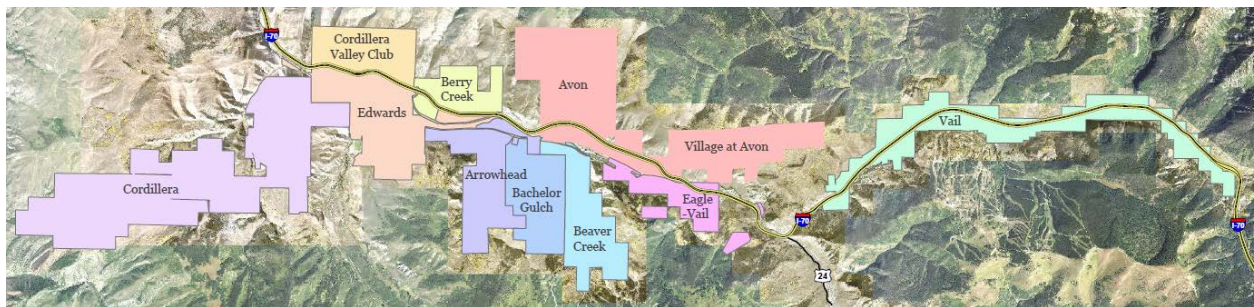 I-70
Cordillera
Valley Club
Berry
Creek
Avon
Edwards
Vail
Village at Avon
Cordillera
Arrowhead
Bachelor
Gulch
Eagle
-Vail
Beaver
Creek
I-70
I-70
24